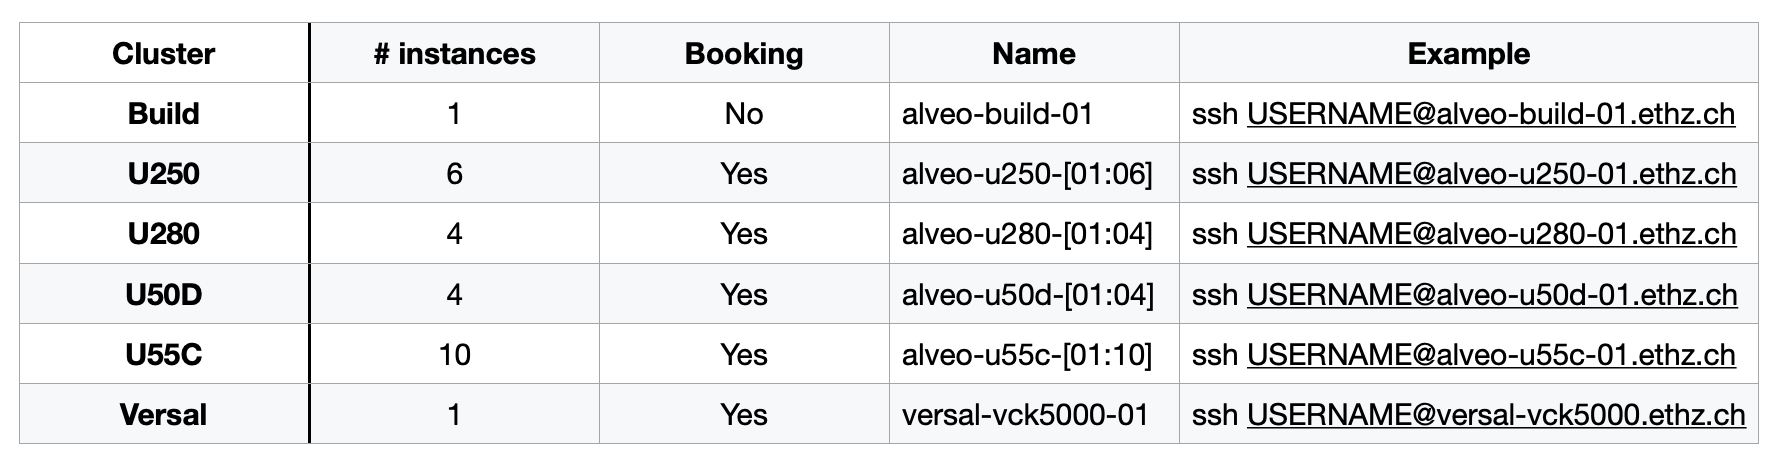 Cluster # instances Booking Name Example
Build 1 No alveo-build-01 ssh USERNAME@alveo-build-01.ethz.ch
U250 6 Yes alveo-u250-[01:06] ssh USERNAME@alveo-u250-01.ethz.ch
U280 4 Yes alveo-u280-[01:04] ssh USERNAME@alveo-u280-01.ethz.ch
U50D 4 Yes alveo-u50d-[01:04] ssh USERNAME@alveo-u50d-01.ethz.ch
U55C 10 Yes alveo-u55c-[01:10] ssh USERNAME@alveo-u55c-01.ethz.ch
Versal 1 Yes versal-vck5000-01 ssh USERNAME@versal-vck5000.ethz.ch